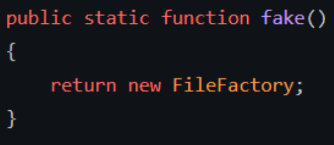 public static function fake()
{
    return new FileFactory;
}